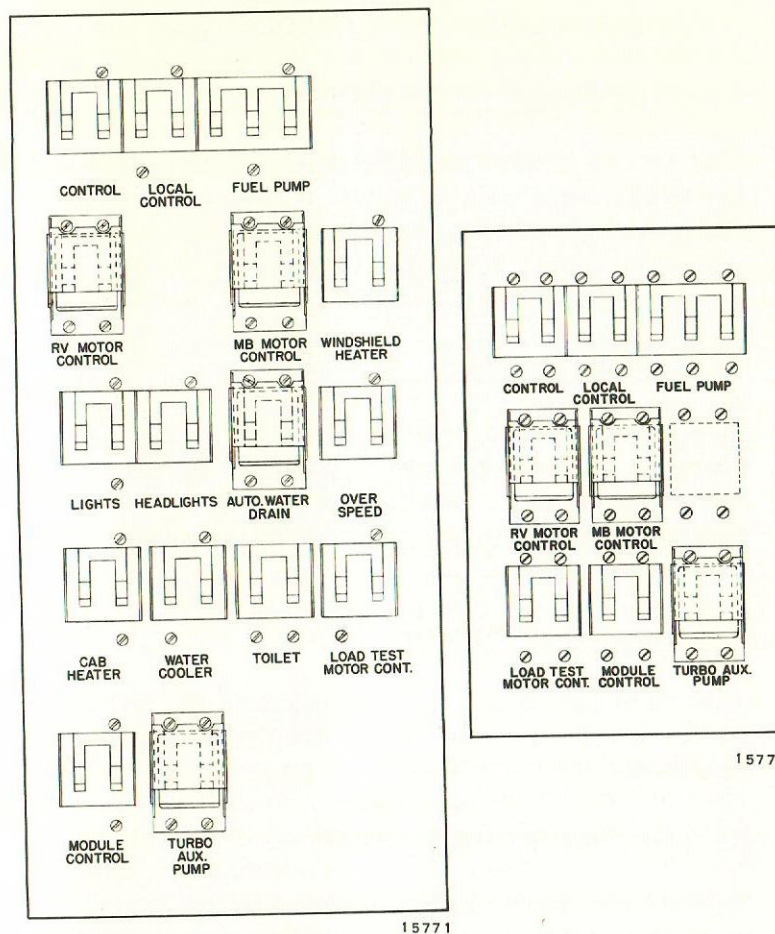 CONTROL
LOCAL
CONTROL
FUEL PUMP
RV MOTOR
CONTROL
MB MOTOR
CONTROL
WINDSHIELD
HEATER
LIGHTS
HEADLIGHTS
AUTO. WATER
DRAIN
OVER
SPEED
CAB
HEATER
WATER
COOLER
TOILET
LOAD TEST
MOTOR CONT.
MODULE
CONTROL
TURBO
AUX.
PUMP
15771
CONTROL
LOCAL
CONTROL
FUEL PUMP
RV MOTOR
CONTROL
MB MOTOR
CONTROL
LOAD TEST
MOTOR CONT.
MODULE
CONTROL
TURBO AUX.
PUMP
1577